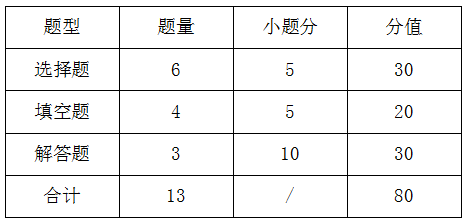 题型 题量 小题分 分值
选择题 6 5 30
填空题 4 5 20
解答题 3 10 30
合计 13 / 80